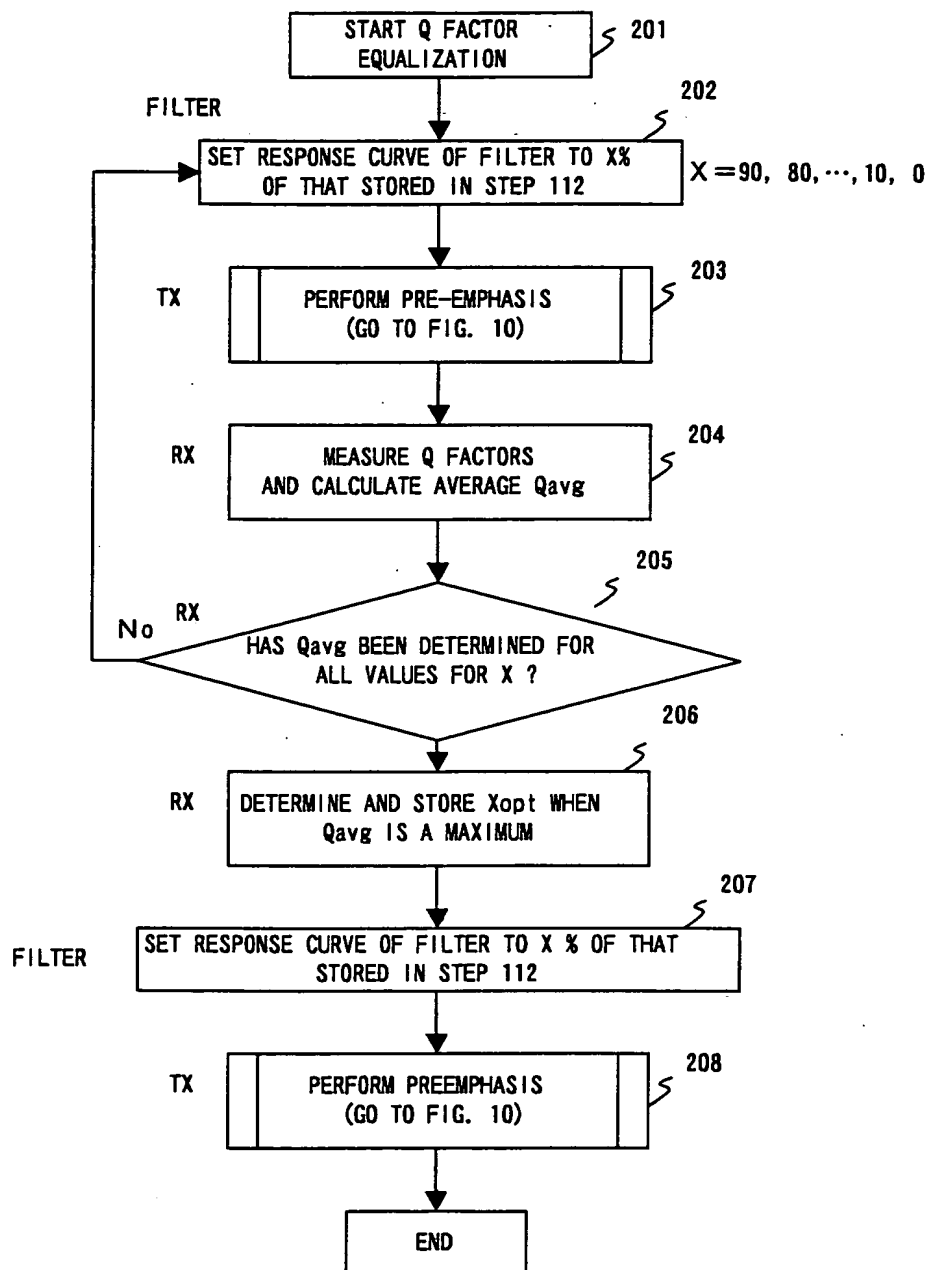 START Q FACTOR
EQUALIZATION
201
FILTER
202
SET RESPONSE CURVE OF FILTER TO X%
OF THAT STORED IN STEP 112
X=90, 80,···, 10, 0
203
TX
PERFORM PRE-EMPHASIS
(GO TO FIG. 10)
204
RX
MEASURE Q FACTORS
AND CALCULATE AVERAGE Qavg
205
RX
No
HAS Qavg BEEN DETERMINED FOR
ALL VALUES FOR X ?
206
RX
DETERMINE AND STORE Xopt WHEN
Qavg IS A MAXIMUM
207
FILTER
SET RESPONSE CURVE OF FILTER TO X % OF THAT
STORED IN STEP 112
208
TX
PERFORM PREEMPHASIS
(GO TO FIG. 10)
END